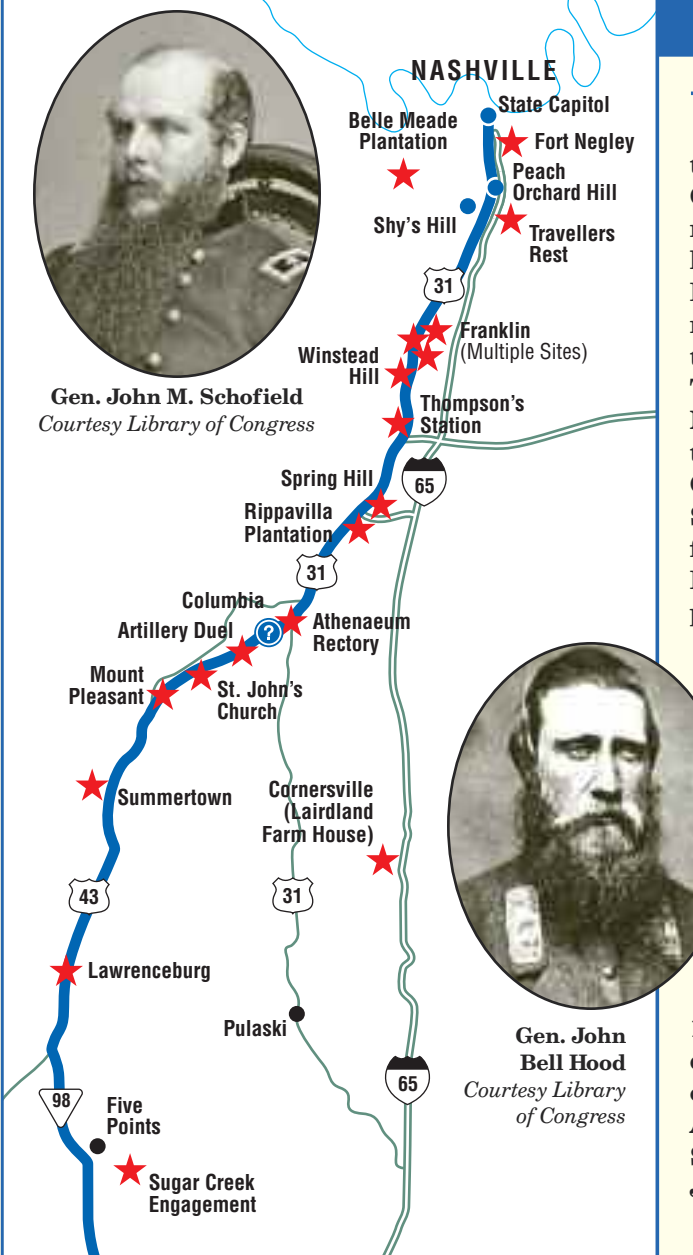 NASHVILLE
State Capitol
Belle Meade
Plantation
Fort Negley
Peach
Orchard Hill
Shy's Hill
Travellers
Rest
31
Franklin
(Multiple Sites)
Winstead
Hill
Gen. John M. Schofield
Courtesy Library of Congress
Thompson's
Station
65
Spring Hill
Rippavilla
Plantation
31
Columbia
Artillery Duel
?
Athenaeum
Rectory
Mount
Pleasant
St. John's
Church
Summertown
Cornersville
(Lairdland
Farm House)
43
31
Lawrenceburg
Pulaski
Gen. John
Bell Hood
Courtesy Library
of Congress
65
98
Five
Points
Sugar Creek
Engagement